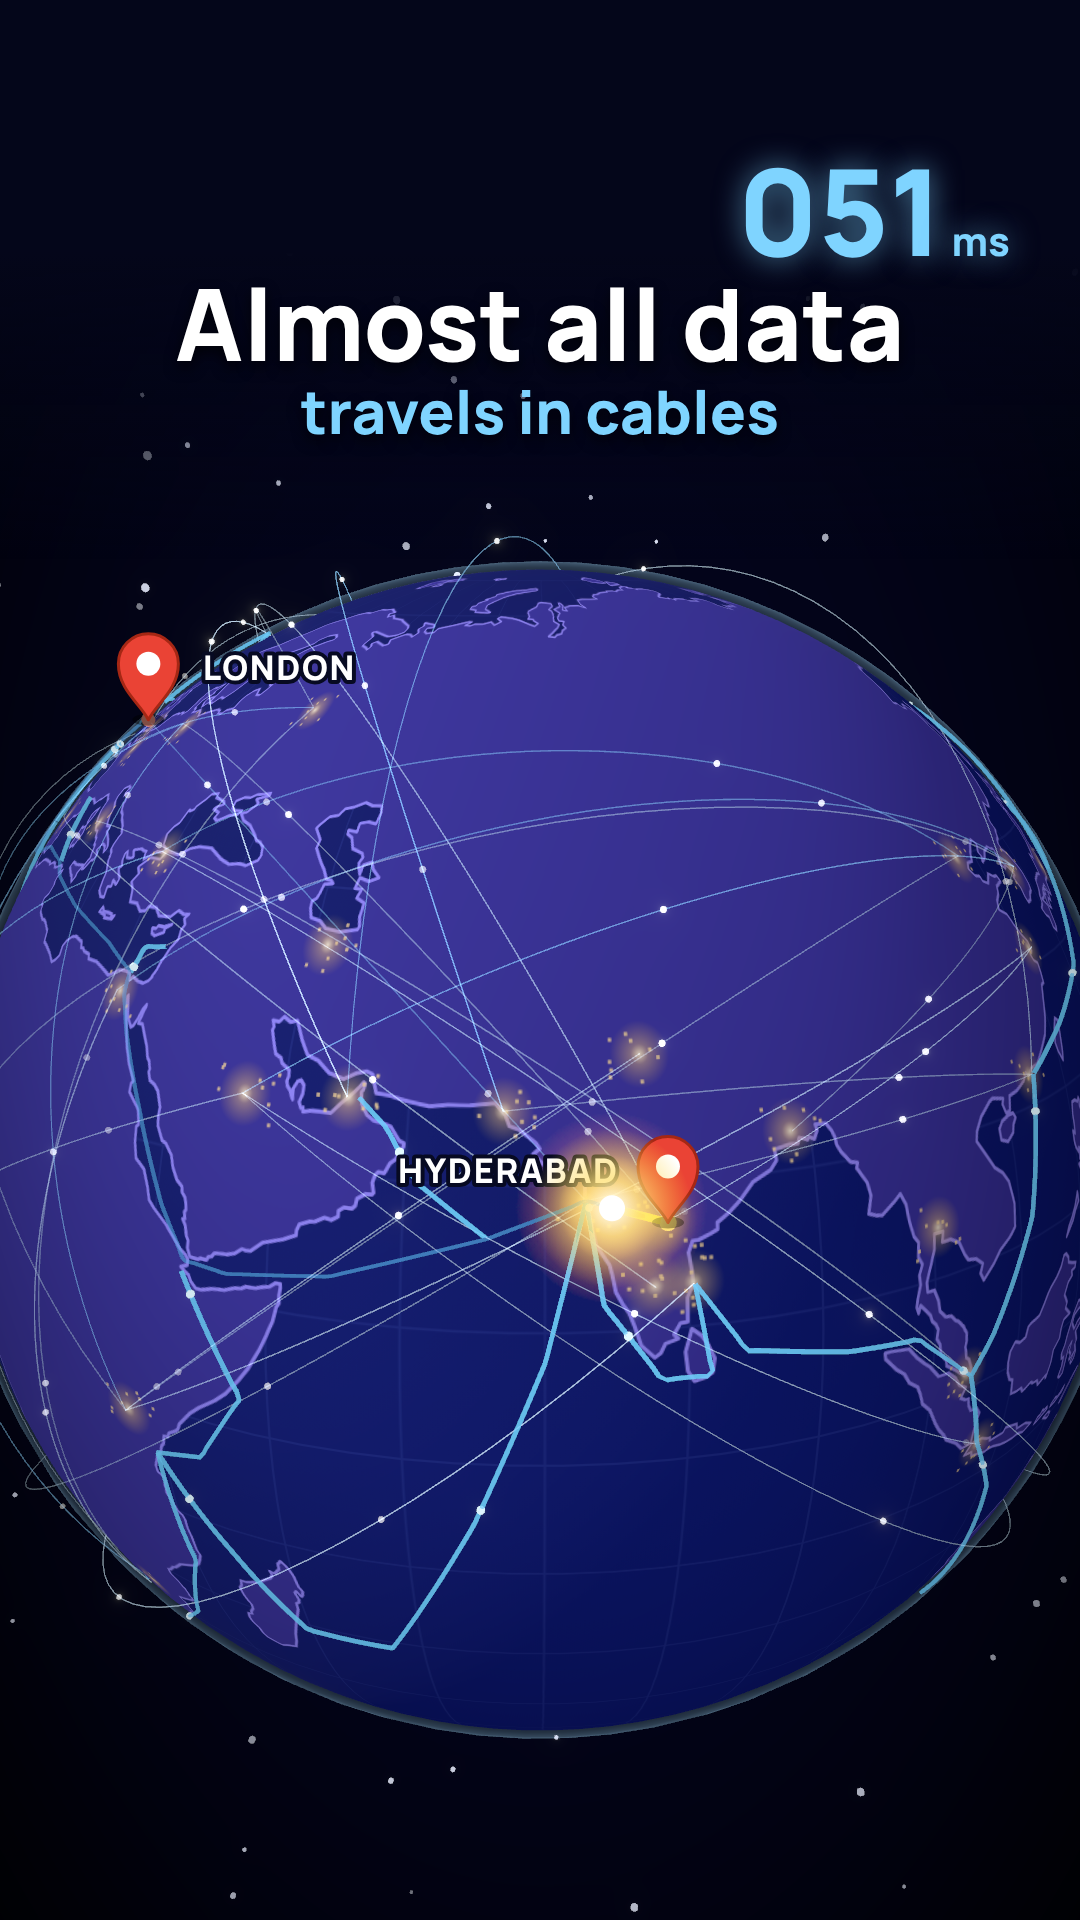 051 ms
Almost all data
travels in cables
LONDON
HYDERABAD